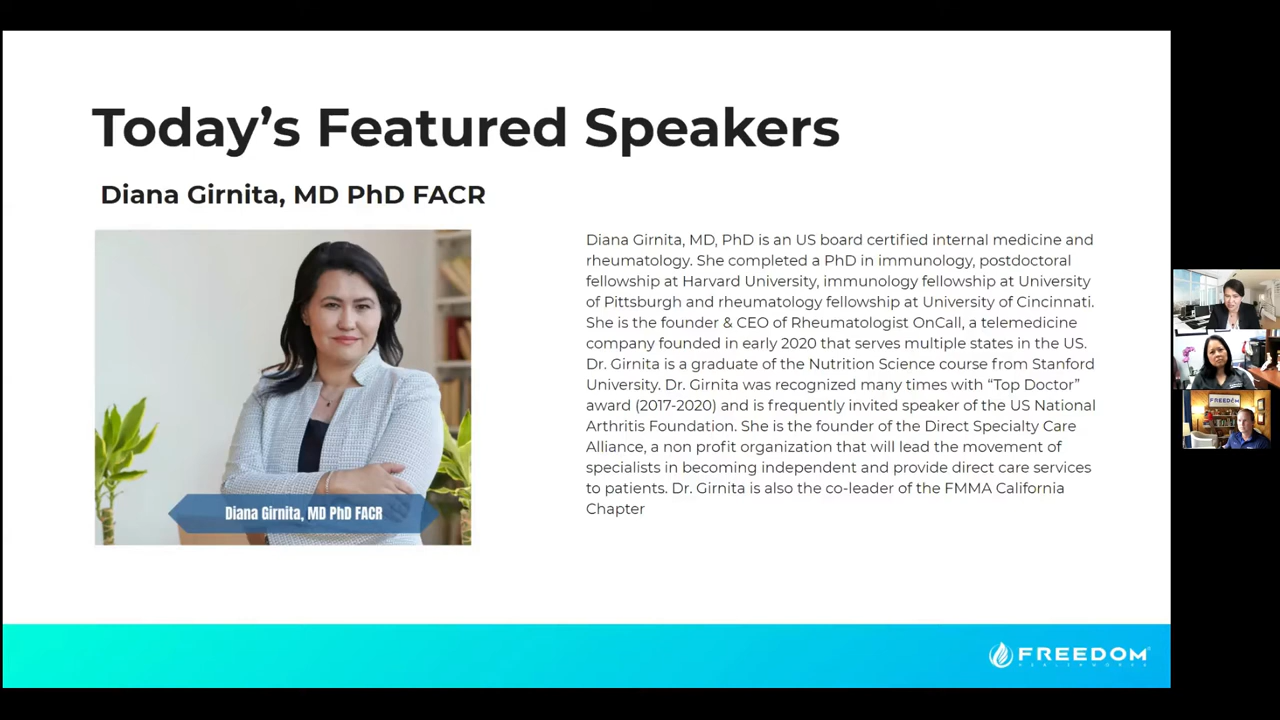 Today's Featured Speakers
Diana Girnita, MD PhD FACR
Diana Girnita, MD PhD FACR
Diana Girnita, MD, PhD is an US board certified internal medicine and
rheumatology. She completed a PhD in immunology, postdoctoral
fellowship at Harvard University, immunology fellowship at University
of Pittsburgh and rheumatology fellowship at University of Cincinnati.
She is the founder & CEO of Rheumatologist OnCall, a telemedicine
company founded in early 2020 that serves multiple states in the US.
Dr. Girnita is a graduate of the Nutrition Science course from Stanford
University. Dr. Girnita was recognized many times with “Top Doctor”
award (2017-2020) and is frequently invited speaker of the US National
Arthritis Foundation. She is the founder of the Direct Specialty Care
Alliance, a non profit organization that will lead the movement of
specialists in becoming independent and provide direct care services
to patients. Dr. Girnita is also the co-leader of the FMMA California
Chapter
FREEDOM
HEALTHWORKS
FREEDOM